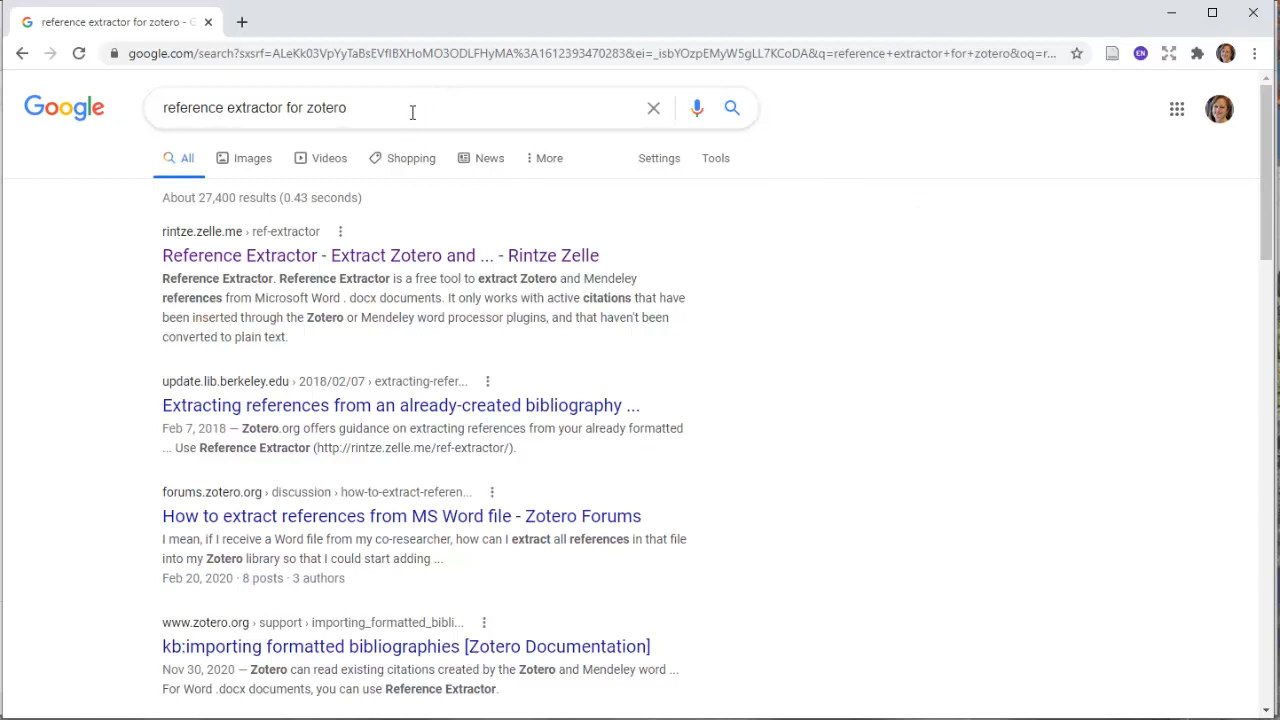 reference extractor for zotero - G
google.com/search?sxsrf=ALeKk03VpYyTaBsEVfIBXHoMO3ODLFHyMA%3A1612393470283&ei=_isbYOzpEMyW5gLL7KCoDA&q=reference+extractor+for+zotero&oq=r...
EN
Google
reference extractor for zotero
All Images Videos Shopping News More Settings Tools
About 27,400 results (0.43 seconds)
rintze.zelle.me › ref-extractor
Reference Extractor - Extract Zotero and ... - Rintze Zelle
Reference Extractor. Reference Extractor is a free tool to extract Zotero and Mendeley
references from Microsoft Word . docx documents. It only works with active citations that have
been inserted through the Zotero or Mendeley word processor plugins, and that haven't been
converted to plain text.
update.lib.berkeley.edu › 2018/02/07 › extracting-refer...
Extracting references from an already-created bibliography ...
Feb 7, 2018 — Zotero.org offers guidance on extracting references from your already formatted
... Use Reference Extractor (http://rintze.zelle.me/ref-extractor/).
forums.zotero.org › discussion › how-to-extract-referen...
How to extract references from MS Word file - Zotero Forums
I mean, if I receive a Word file from my co-researcher, how can I extract all references in that file
into my Zotero library so that I could start adding ...
Feb 20, 2020 · 8 posts · 3 authors
www.zotero.org › support › importing_formatted_bibli...
kb:importing formatted bibliographies [Zotero Documentation]
Nov 30, 2020 — Zotero can read existing citations created by the Zotero and Mendeley word ...
For Word .docx documents, you can use Reference Extractor.